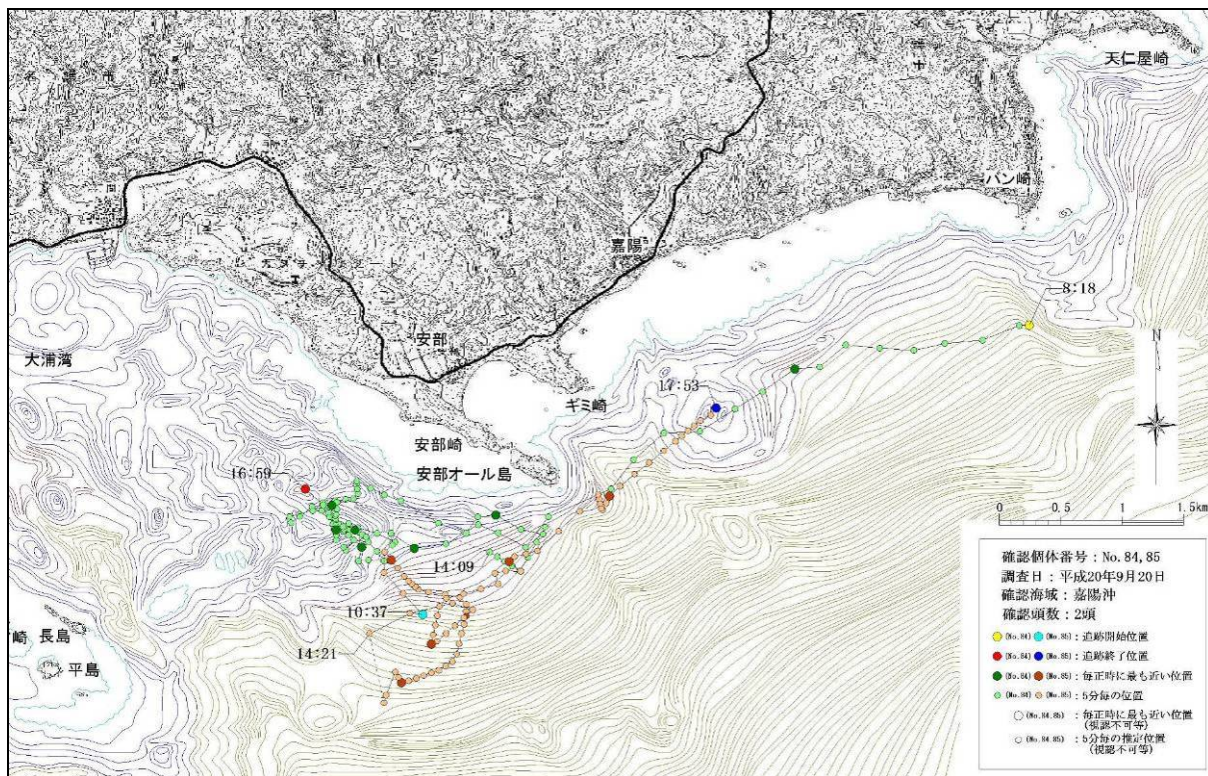 天仁屋崎
バン崎
嘉陽
8:18
N
安部
大浦湾
17:53
ギミ崎
安部崎
安部オール島
16:59
0 0.5 1 1.5km
14:09
10:37
14:21
長島
平島
崎
確認個体番号:No.84,85
調査日:平成20年9月20日
確認海域:嘉陽沖
確認頭数:2頭
(No.84) (No.85) :追跡開始位置
(No.84) (No.85) :追跡終了位置
(No.84) (No.85) :毎正時に最も近い位置
(No.84) (No.85) :5分毎の位置
(No.84,85) :毎正時に最も近い位置
(視認不可等)
(No.84,85) :5分毎の推定位置
(視認不可等)